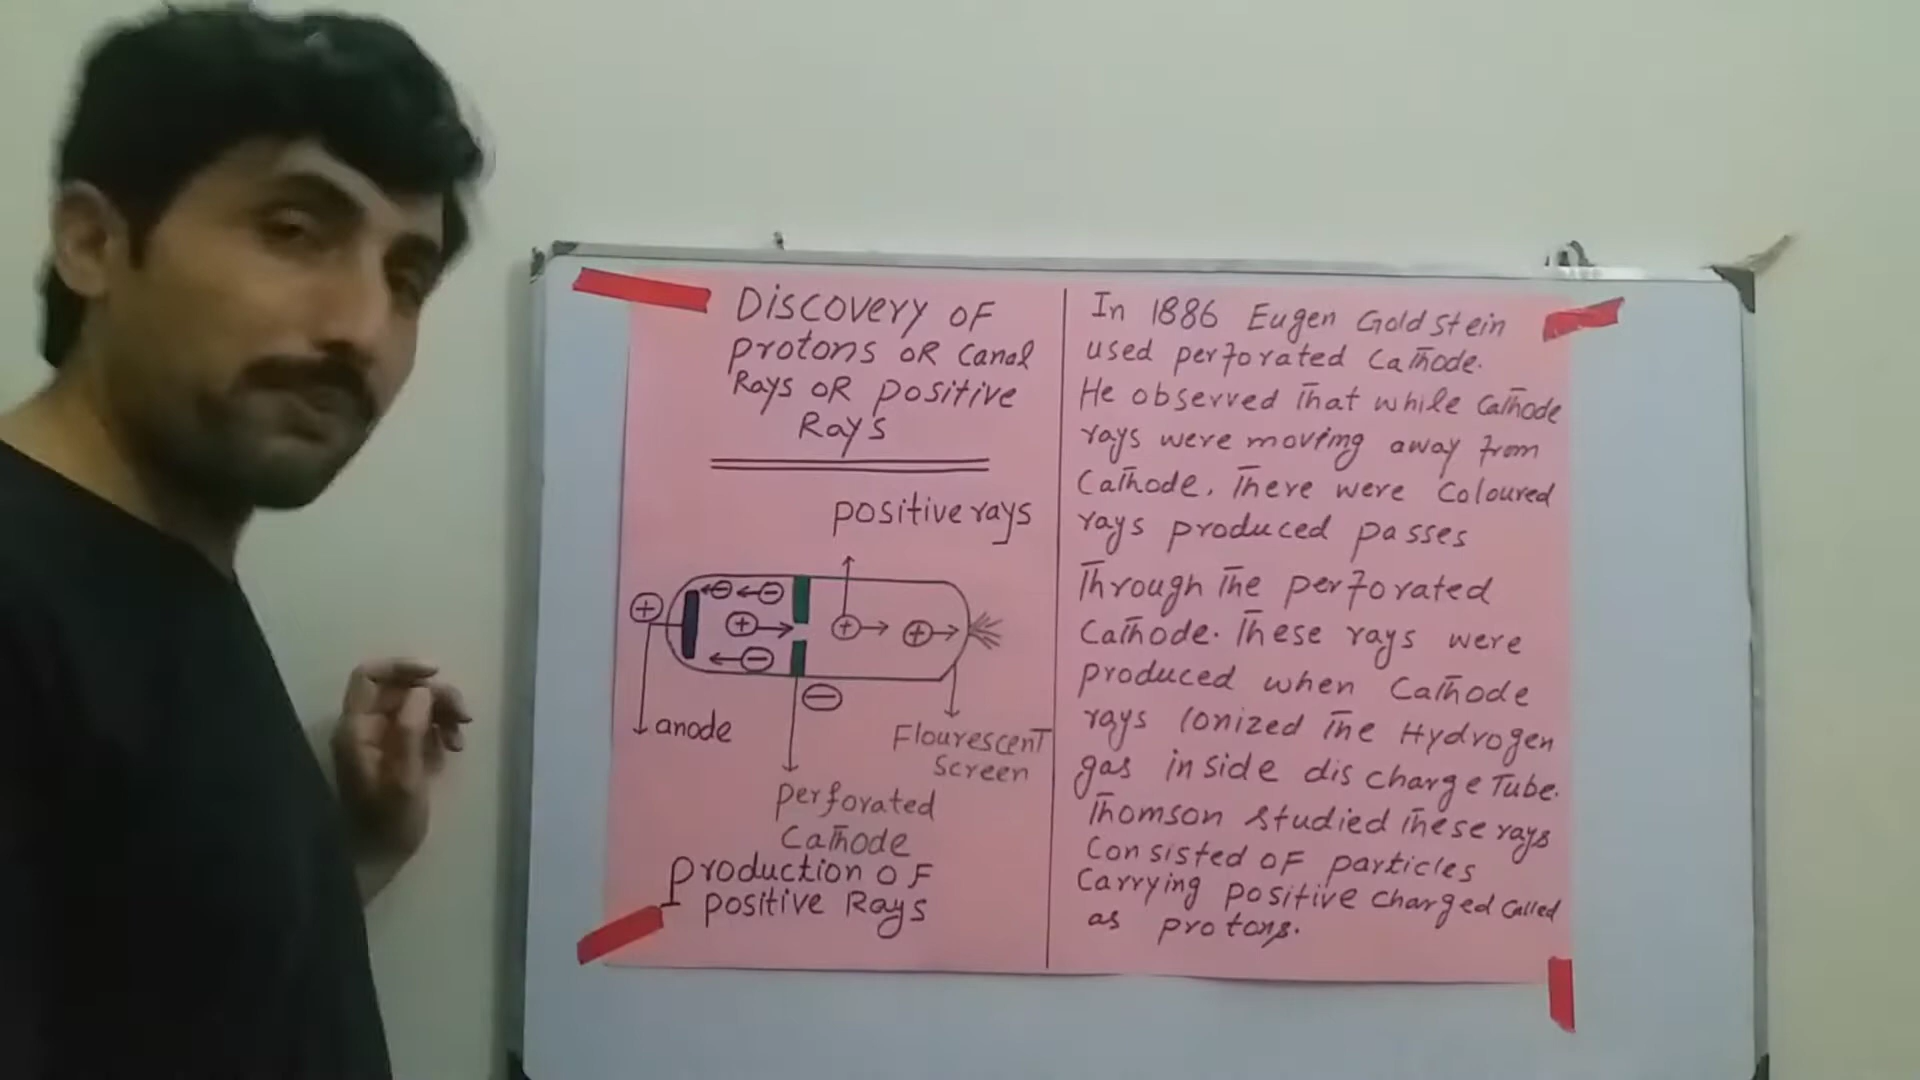 Discovery of
protons OR Canal
Rays OR positive
Rays
positive rays
anode
Flourescent
Screen
perforated
Cathode
production of
positive Rays
In 1886 Eugen Goldstein
used perforated Cathode.
He observed That while Cathode
rays were moving away from
Cathode. There were Coloured
rays produced passes
Through The perforated
Cathode. These rays were
produced when Cathode
rays Ionized The Hydrogen
gas inside discharge Tube.
Thomson studied These rays
Consisted of particles
Carrying positive charged called
as protons.